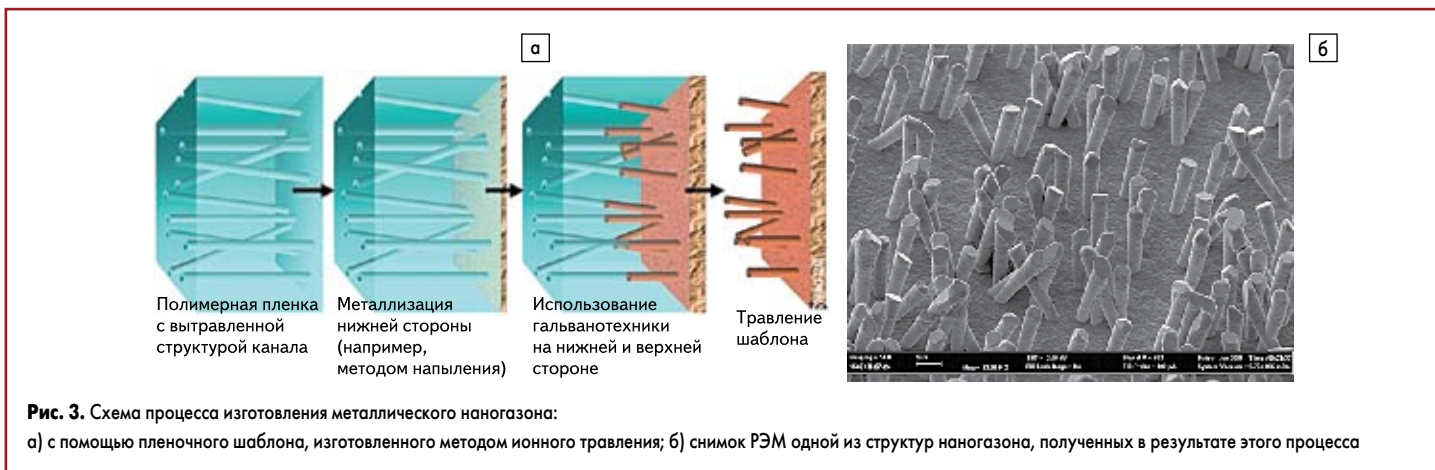 а
б
Полимерная пленка
с вытравленной
структурой канала
Металлизация
нижней стороны
(например,
методом напыления)
Использование
гальванотехники
на нижней и верхней
стороне
Травление
шаблона
Рис. 3. Схема процесса изготовления металлического наногазона:
а) с помощью пленочного шаблона, изготовленного методом ионного травления; б) снимок РЭМ одной из структур наногазона, полученных в результате этого процесса